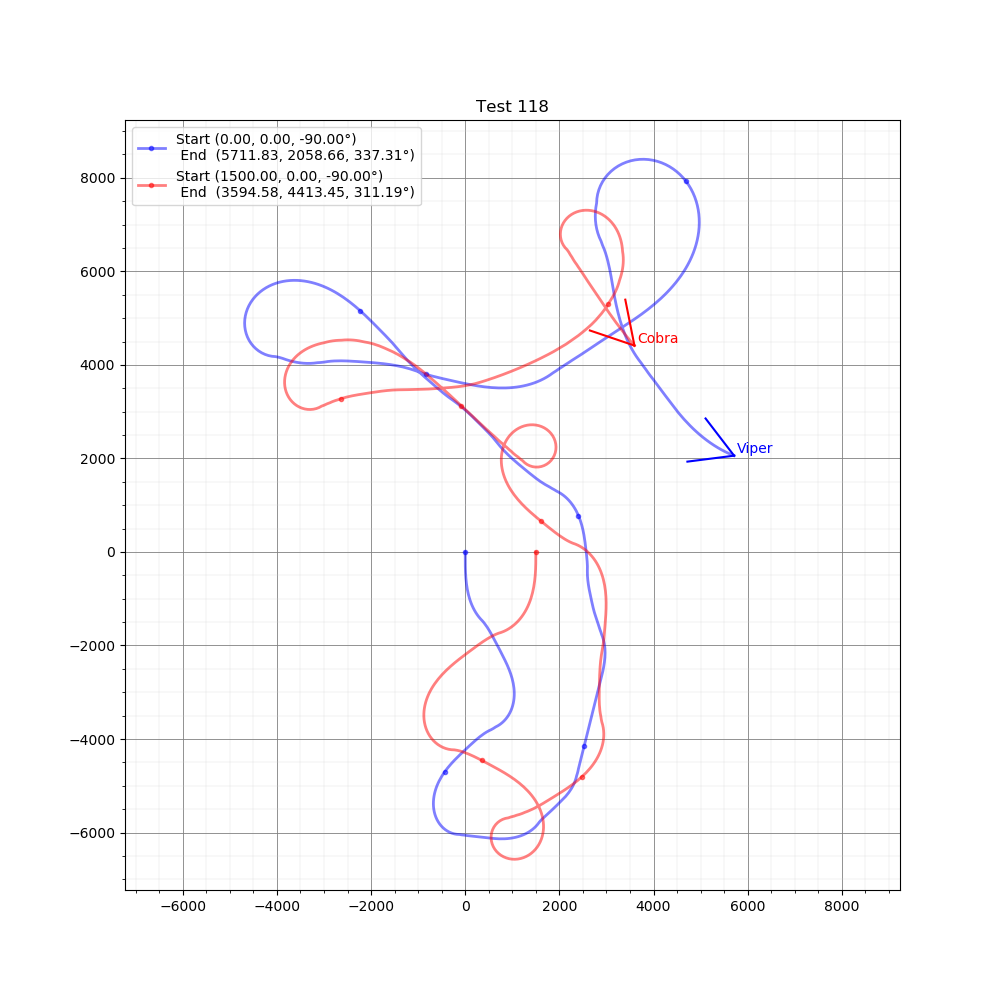 Test 118
Start (0.00, 0.00, -90.00°)
End (5711.83, 2058.66, 337.31°)
Start (1500.00, 0.00, -90.00°)
End (3594.58, 4413.45, 311.19°)
8000
6000
4000
2000
0
−2000
−4000
−6000
Cobra
Viper
−6000 −4000 −2000 0 2000 4000 6000 8000